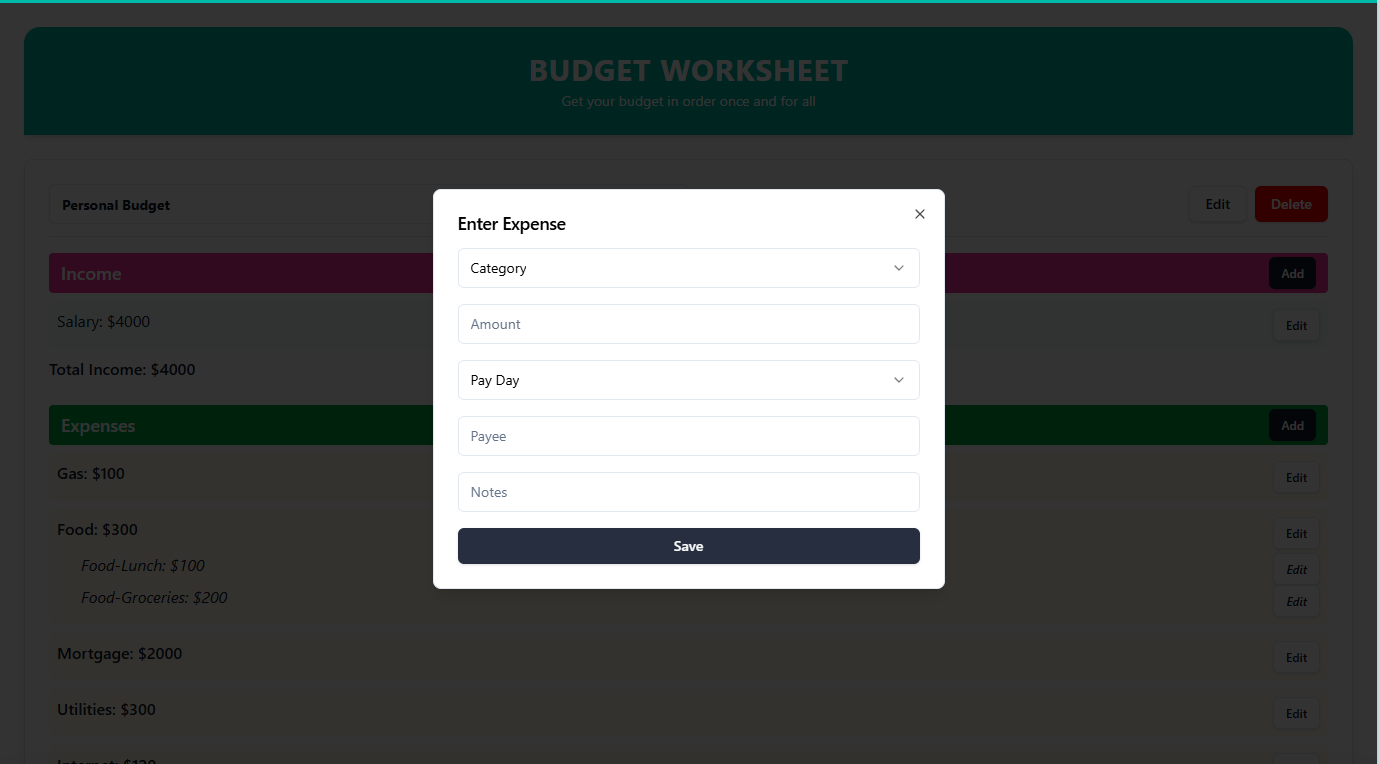 BUDGET WORKSHEET
Get your budget in order once and for all
Personal Budget
Edit
Delete
Income
Add
Salary: $4000
Edit
Total Income: $4000
Expenses
Add
Gas: $100
Edit
Food: $300
Edit
Food-Lunch: $100
Edit
Food-Groceries: $200
Edit
Mortgage: $2000
Edit
Utilities: $300
Edit
Enter Expense
Category
Amount
Pay Day
Payee
Notes
Save